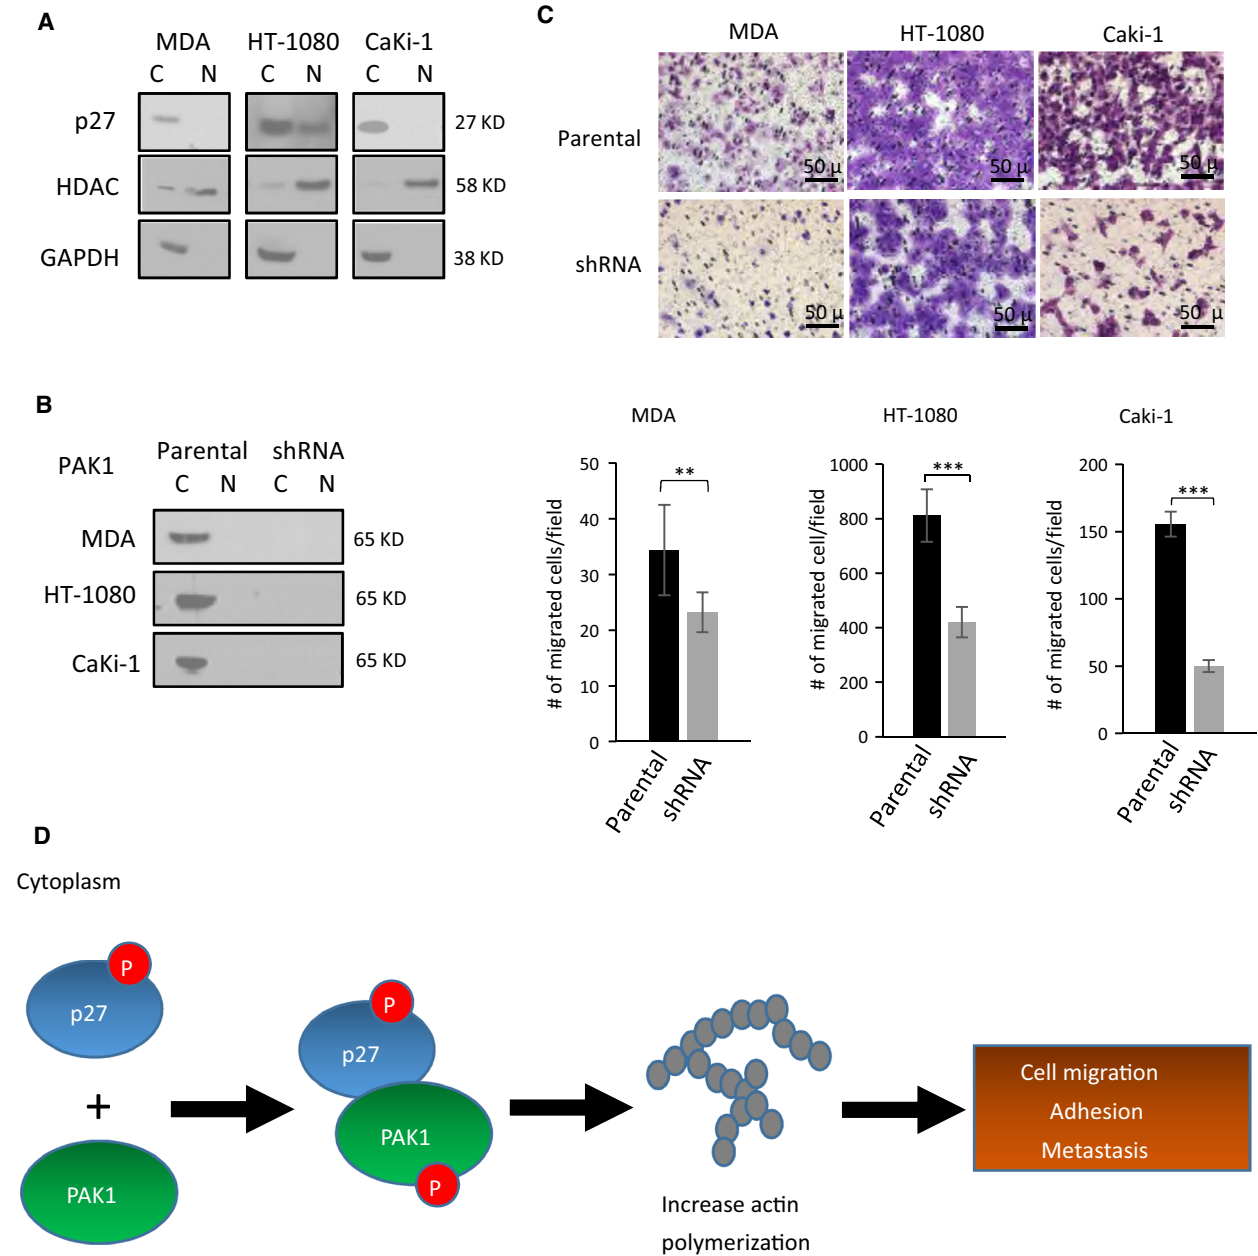 A
MDA HT-1080 CaKi-1
C N C N C N
p27 27 KD
HDAC 58 KD
GAPDH 38 KD
B
PAK1 Parental shRNA
C N C N
MDA 65 KD
HT-1080 65 KD
CaKi-1 65 KD
C
MDA HT-1080 Caki-1
Parental 50 µ 50 µ 50 µ
shRNA 50 µ 50 µ 50 µ
MDA
# of migrated cells/field
50
40
30
20
10
0
**
Parental shRNA
HT-1080
# of migrated cell/field
1000
800
600
400
200
0
***
Parental shRNA
Caki-1
# of migrated cells/field
200
150
100
50
0
***
Parental shRNA
D
Cytoplasm
P
p27
+
PAK1
P
p27
PAK1
P
Increase actin
polymerization
Cell migration
Adhesion
Metastasis